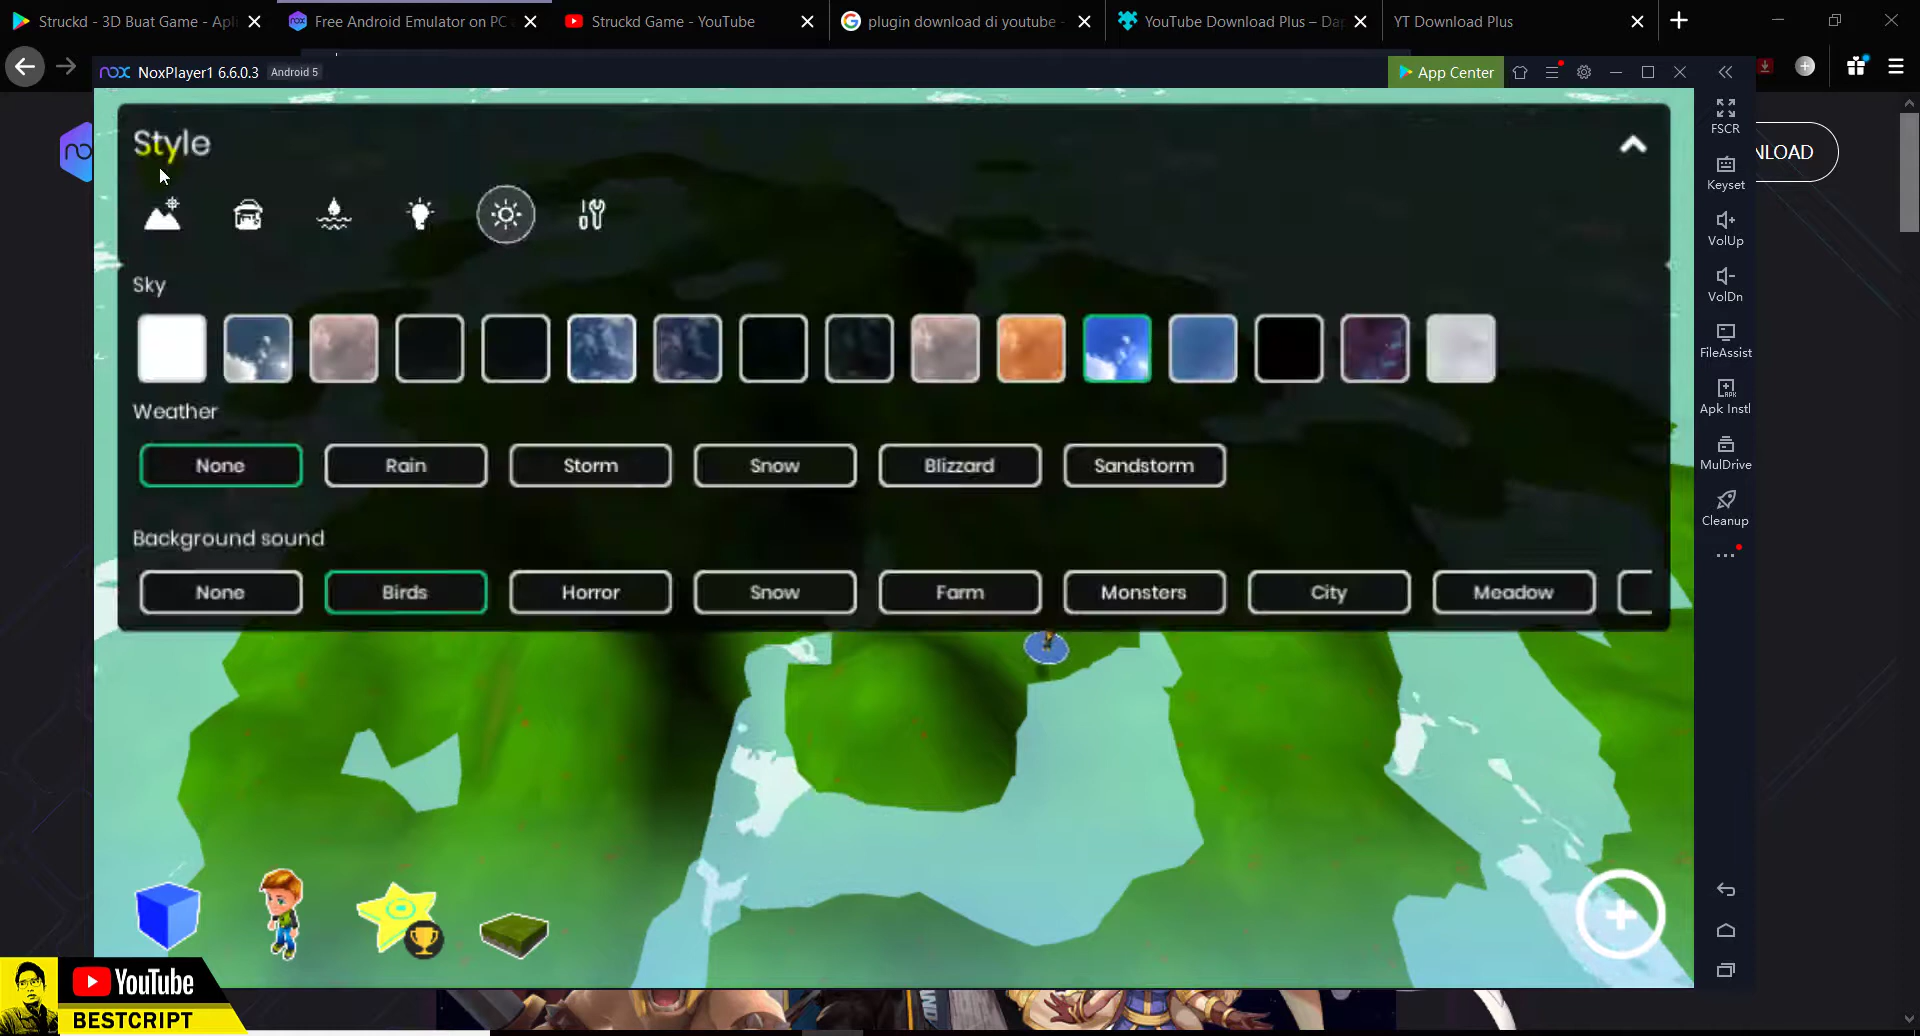 Struckd - 3D Buat Game - Apli
Free Android Emulator on PC
Struckd Game - YouTube
plugin download di youtube -
YouTube Download Plus – Dap
YT Download Plus
nox NoxPlayer1 6.6.0.3 Android 5
App Center
Style
FSCR
NLOAD
Keyset
VolUp
Sky
VolDn
FileAssist
Apk Instl
Weather
MulDrive
None Rain Storm Snow Blizzard Sandstorm
Cleanup
Background sound
None Birds Horror Snow Farm Monsters City Meadow
YouTube
BESTCRIPT